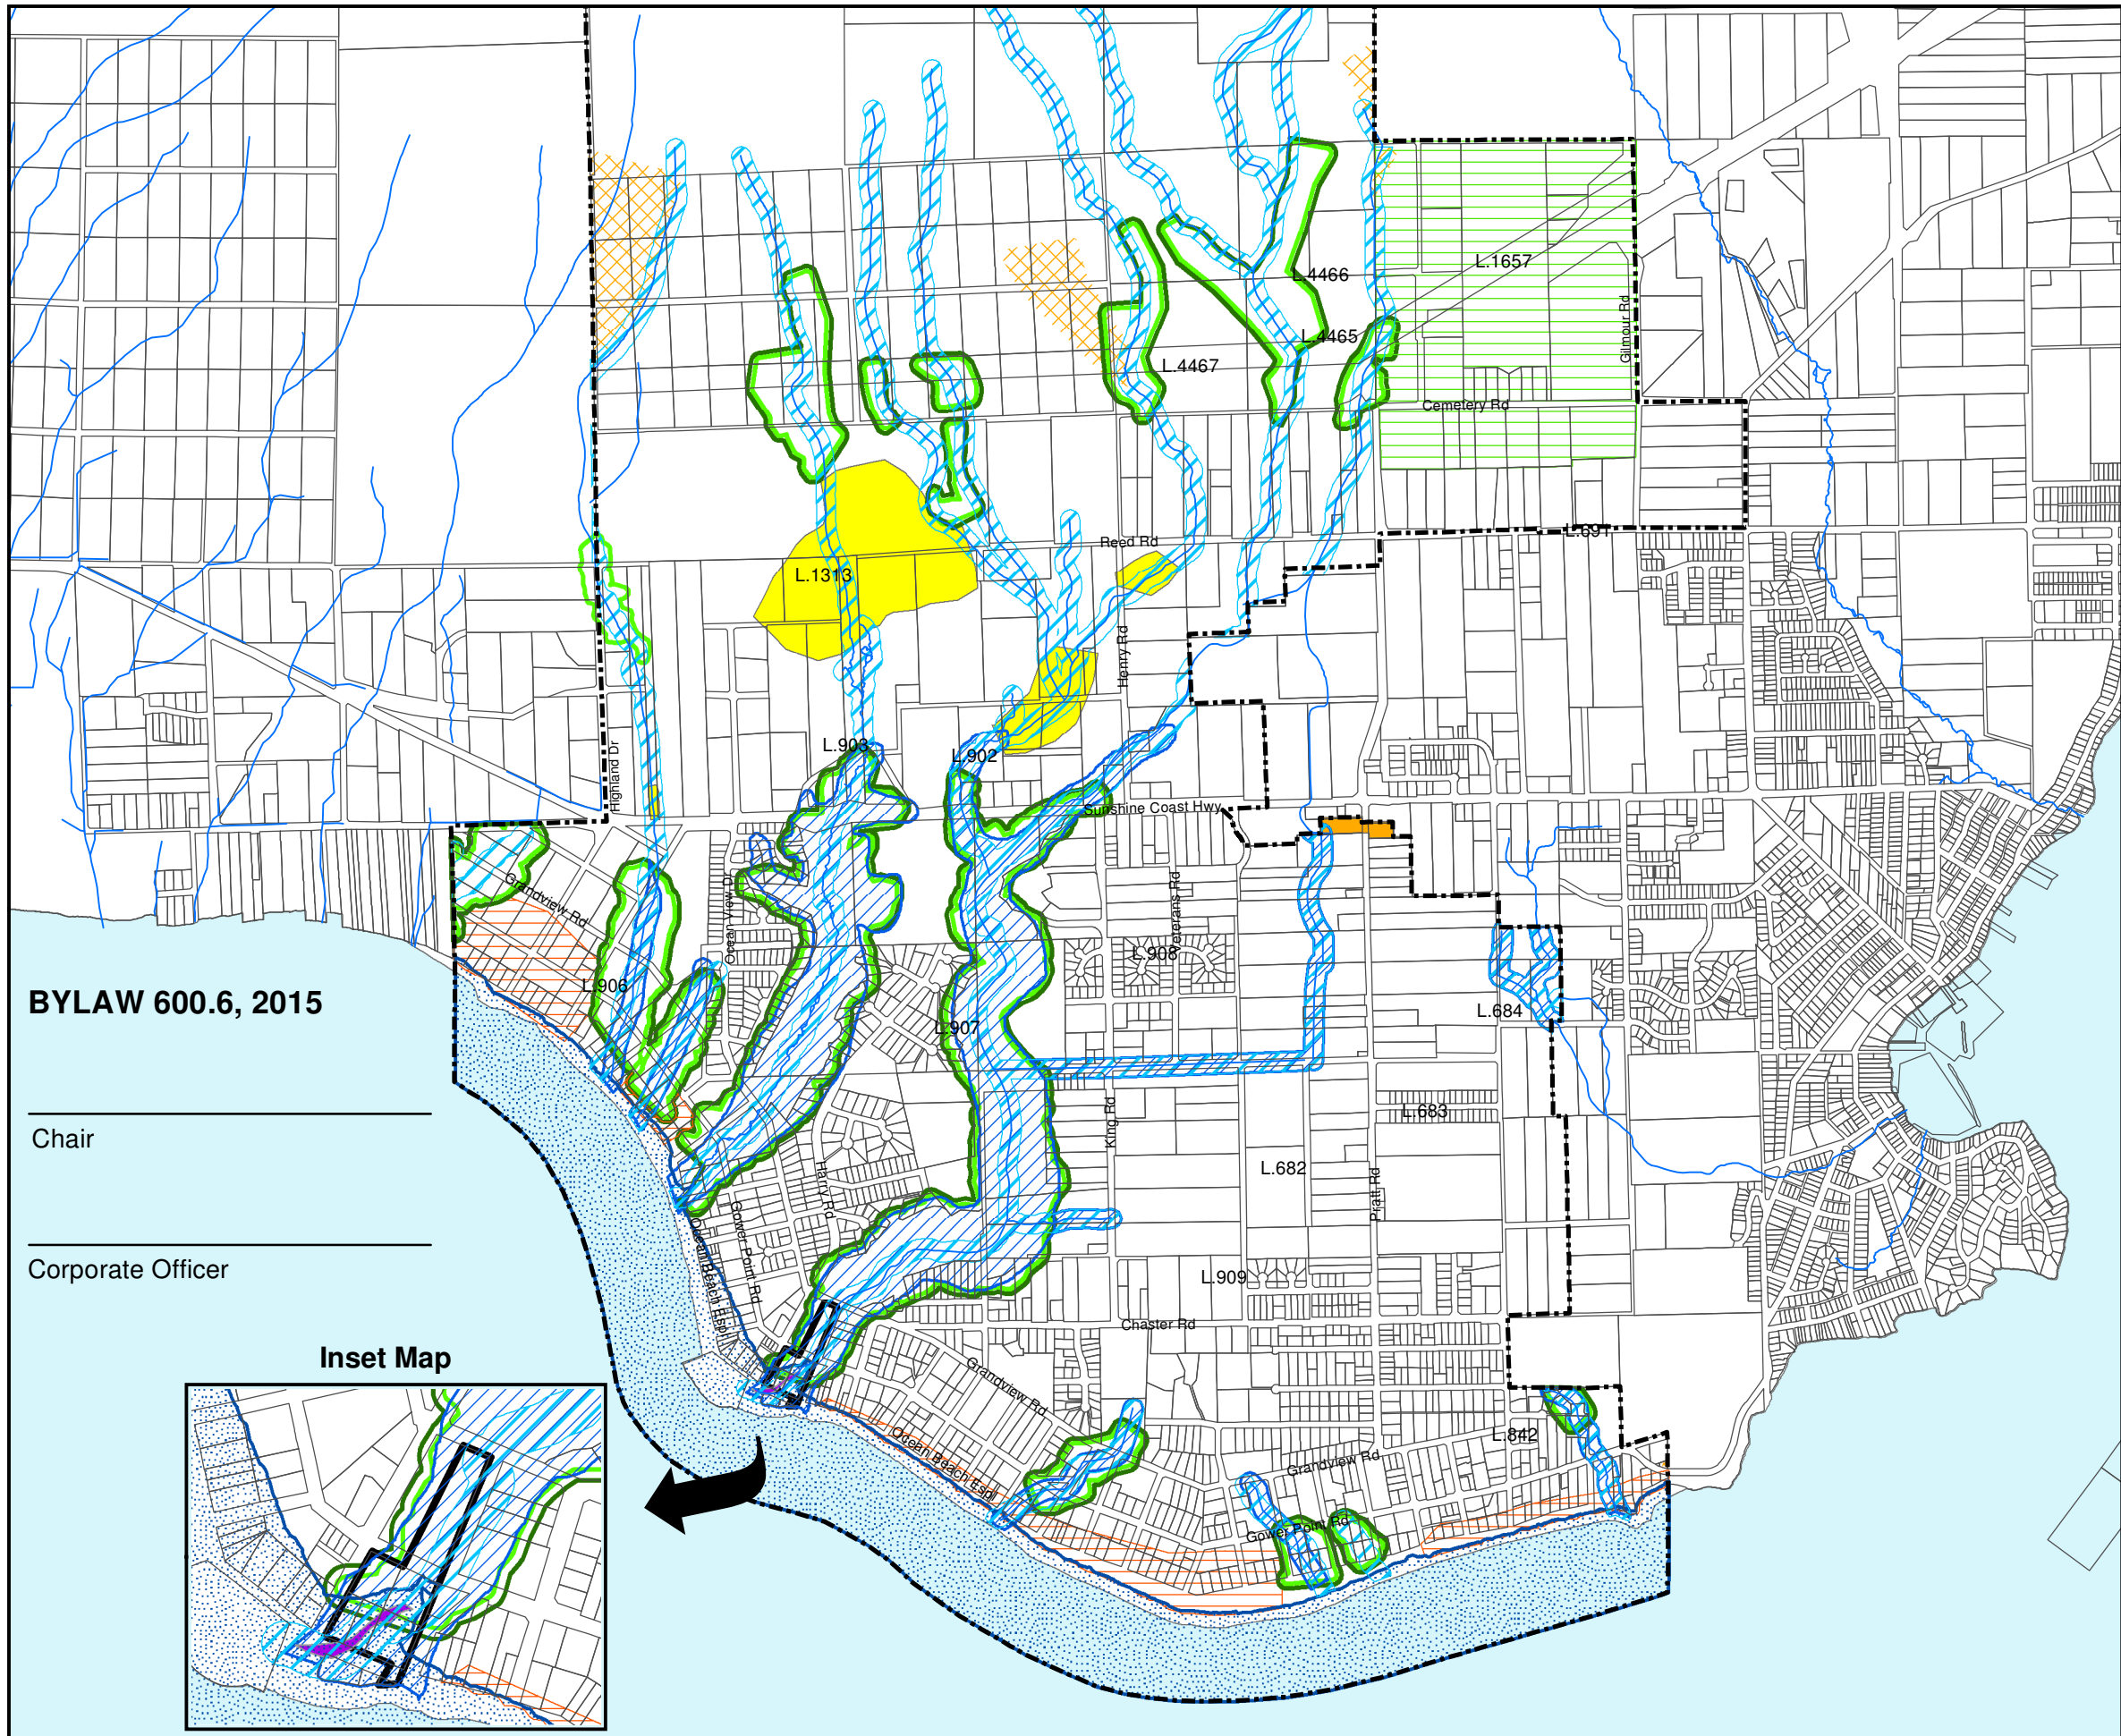 L.4466
L.1657
Gilmour Rd
L.4465
L.4467
Cemetery Rd
L.691
Reed Rd
L.1313
Henry Rd
L.903
L.902
Highland Dr
Sunshine Coast Hwy
Grandview Rd
Ocean View Dr
Veterans Rd
L.908
L.906
BYLAW 600.6, 2015
L.907
L.684
Chair
King Rd
L.683
L.682
Harry Rd
Pratt Rd
Gower Point Rd
Ocean Beach Espl
Corporate Officer
L.909
Chaster Rd
Inset Map
Grandview Rd
L.842
Ocean Beach Espl
Grandview Rd
Gower Point Rd